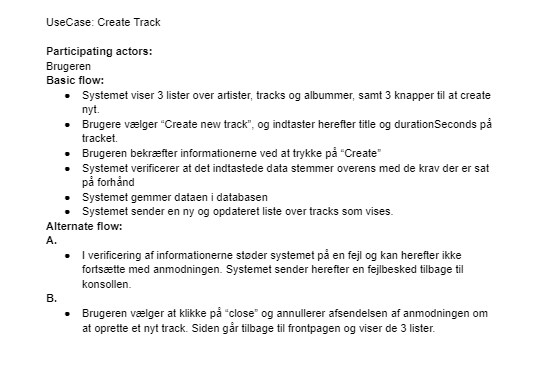 UseCase: Create Track
Participating actors:
Brugeren
Basic flow:
● Systemet viser 3 lister over artister, tracks og albummer, samt 3 knapper til at create
nyt.
● Brugere vælger “Create new track”, og indtaster herefter title og durationSeconds på
tracket.
● Brugeren bekræfter informationerne ved at trykke på “Create”
● Systemet verificerer at det indtastede data stemmer overens med de krav der er sat
på forhånd
● Systemet gemmer dataen i databasen
● Systemet sender en ny og opdateret liste over tracks som vises.
Alternate flow:
A.
● I verificering af informationerne støder systemet på en fejl og kan herefter ikke
fortsætte med anmodningen. Systemet sender herefter en fejlbesked tilbage til
konsollen.
B.
● Brugeren vælger at klikke på “close” og annullerer afsendelsen af anmodningen om
at oprette et nyt track. Siden går tilbage til frontpagen og viser de 3 lister.